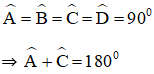 Â = B̂ = Ĉ = D̂ = 90⁰
⇒ Â + Ĉ = 180⁰